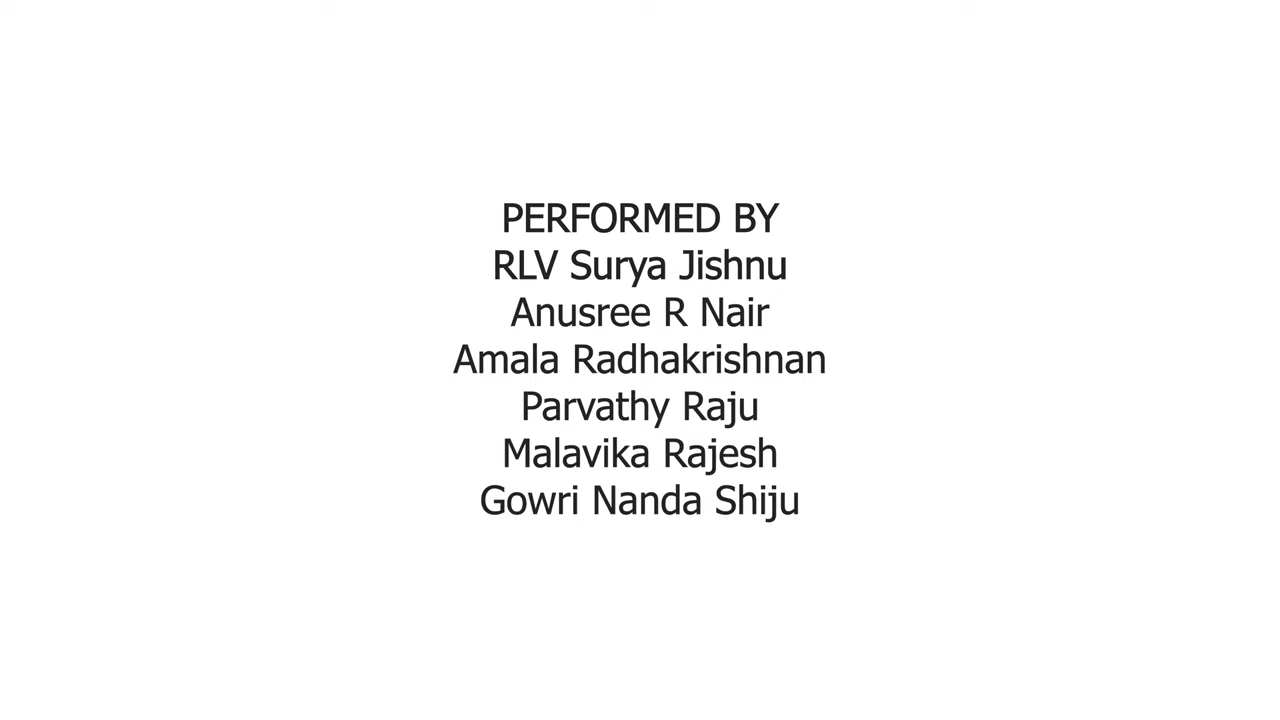 PERFORMED BY
RLV Surya Jishnu
Anusree R Nair
Amala Radhakrishnan
Parvathy Raju
Malavika Rajesh
Gowri Nanda Shiju